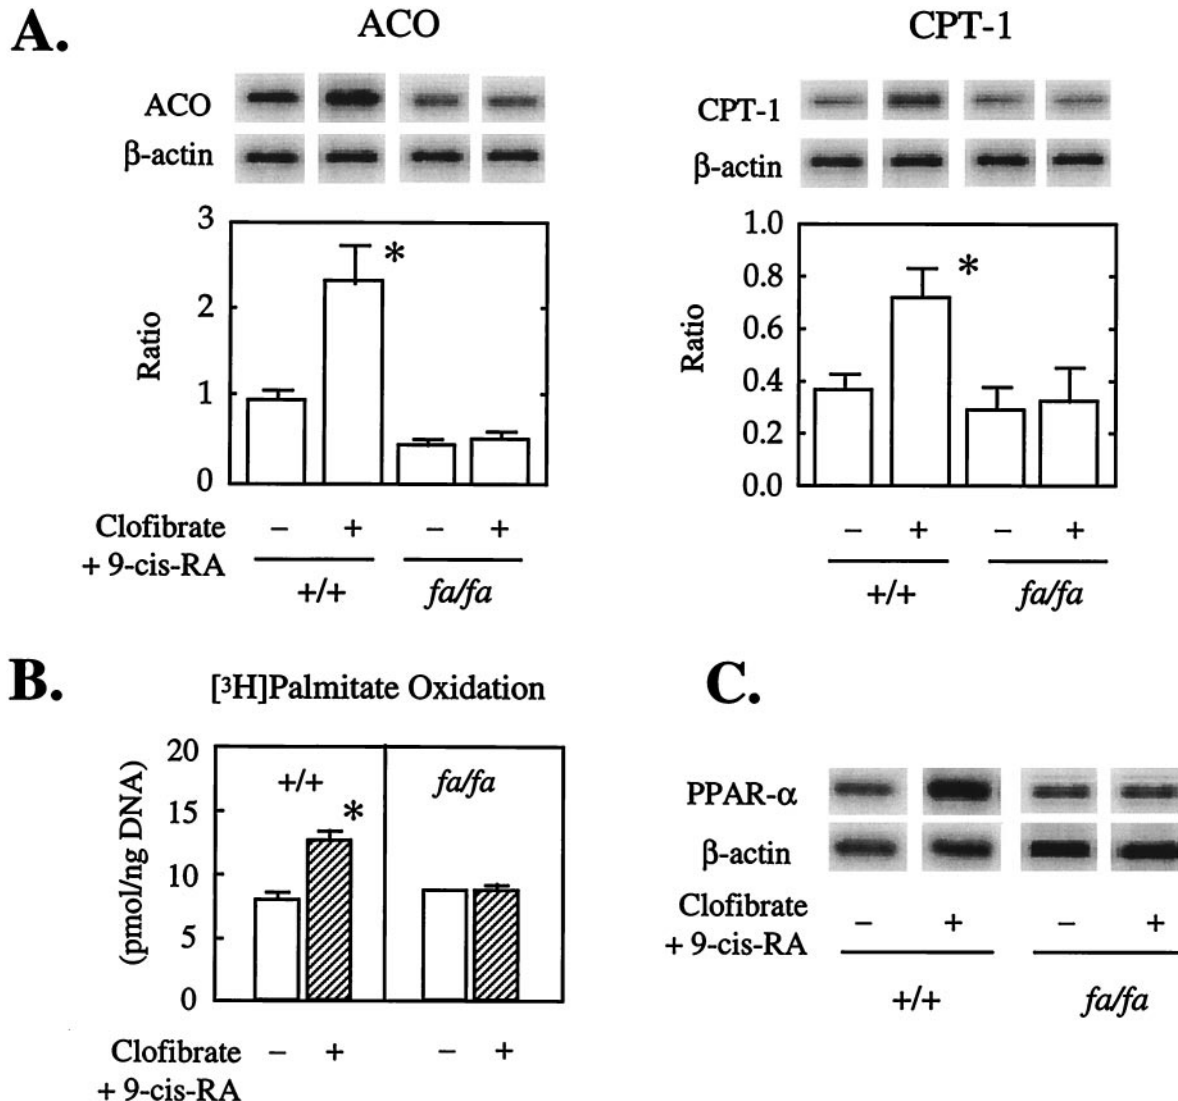 A.
ACO
CPT-1
ACO
β-actin
CPT-1
β-actin
3
2
1
0
Ratio
1.0
0.8
0.6
0.4
0.2
0.0
Ratio
*
*
Clofibrate
+ 9-cis-RA
– + – +
+/+ fa/fa
– + – +
+/+ fa/fa
B.
[³H]Palmitate Oxidation
(pmol/ng DNA)
20
15
10
5
0
+/+
fa/fa
*
Clofibrate
+ 9-cis-RA
– + – +
C.
PPAR-α
β-actin
Clofibrate
+ 9-cis-RA
– + – +
+/+ fa/fa